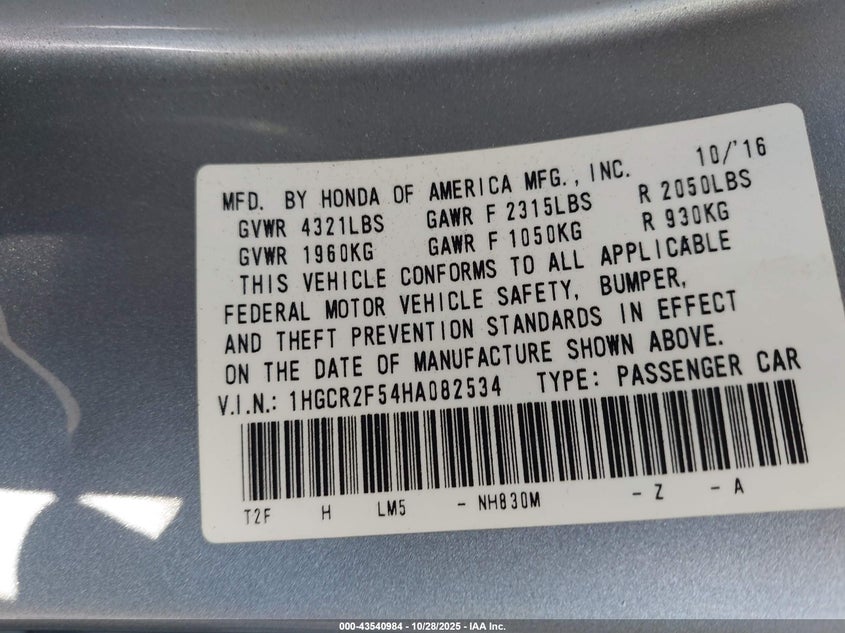 MFD. BY HONDA OF AMERICA MFG., INC. 10/'16
GVWR 4321LBS GAWR F 2315LBS R 2050LBS
GVWR 1960KG GAWR F 1050KG R 930KG
THIS VEHICLE CONFORMS TO ALL APPLICABLE
FEDERAL MOTOR VEHICLE SAFETY, BUMPER,
AND THEFT PREVENTION STANDARDS IN EFFECT
ON THE DATE OF MANUFACTURE SHOWN ABOVE.
V.I.N.: 1HGCR2F54HA082534 TYPE: PASSENGER CAR
T2F H LM5 - NH830M - Z - A
000-43540984 - 10/28/2025 - IAA Inc.